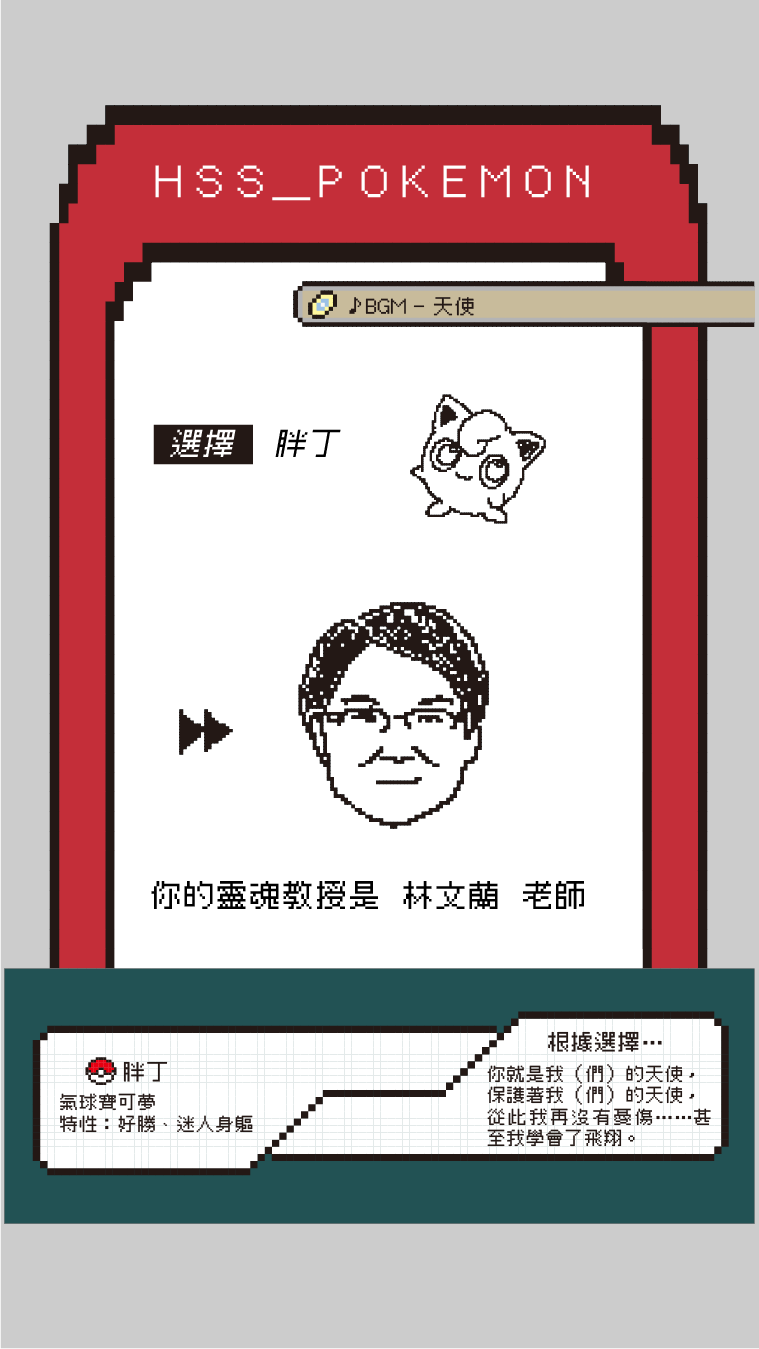 HSS_POKEMON
♪BGM - 天使
選擇 胖丁
你的靈魂教授是 林文蘭 老師
胖丁
氣球寶可夢
特性：好勝、迷人身軀
根據選擇…
你就是我（們）的天使，
保護著我（們）的天使，
從此我再沒有憂傷……甚
至我學會了飛翔。